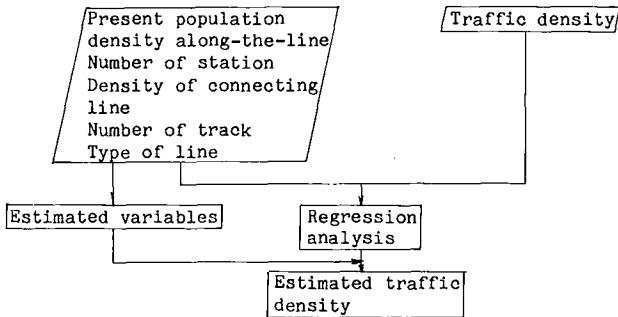 Present population
density along-the-line
Number of station
Density of connecting
line
Number of track
Type of line
Traffic density
Estimated variables
Regression
analysis
Estimated traffic
density